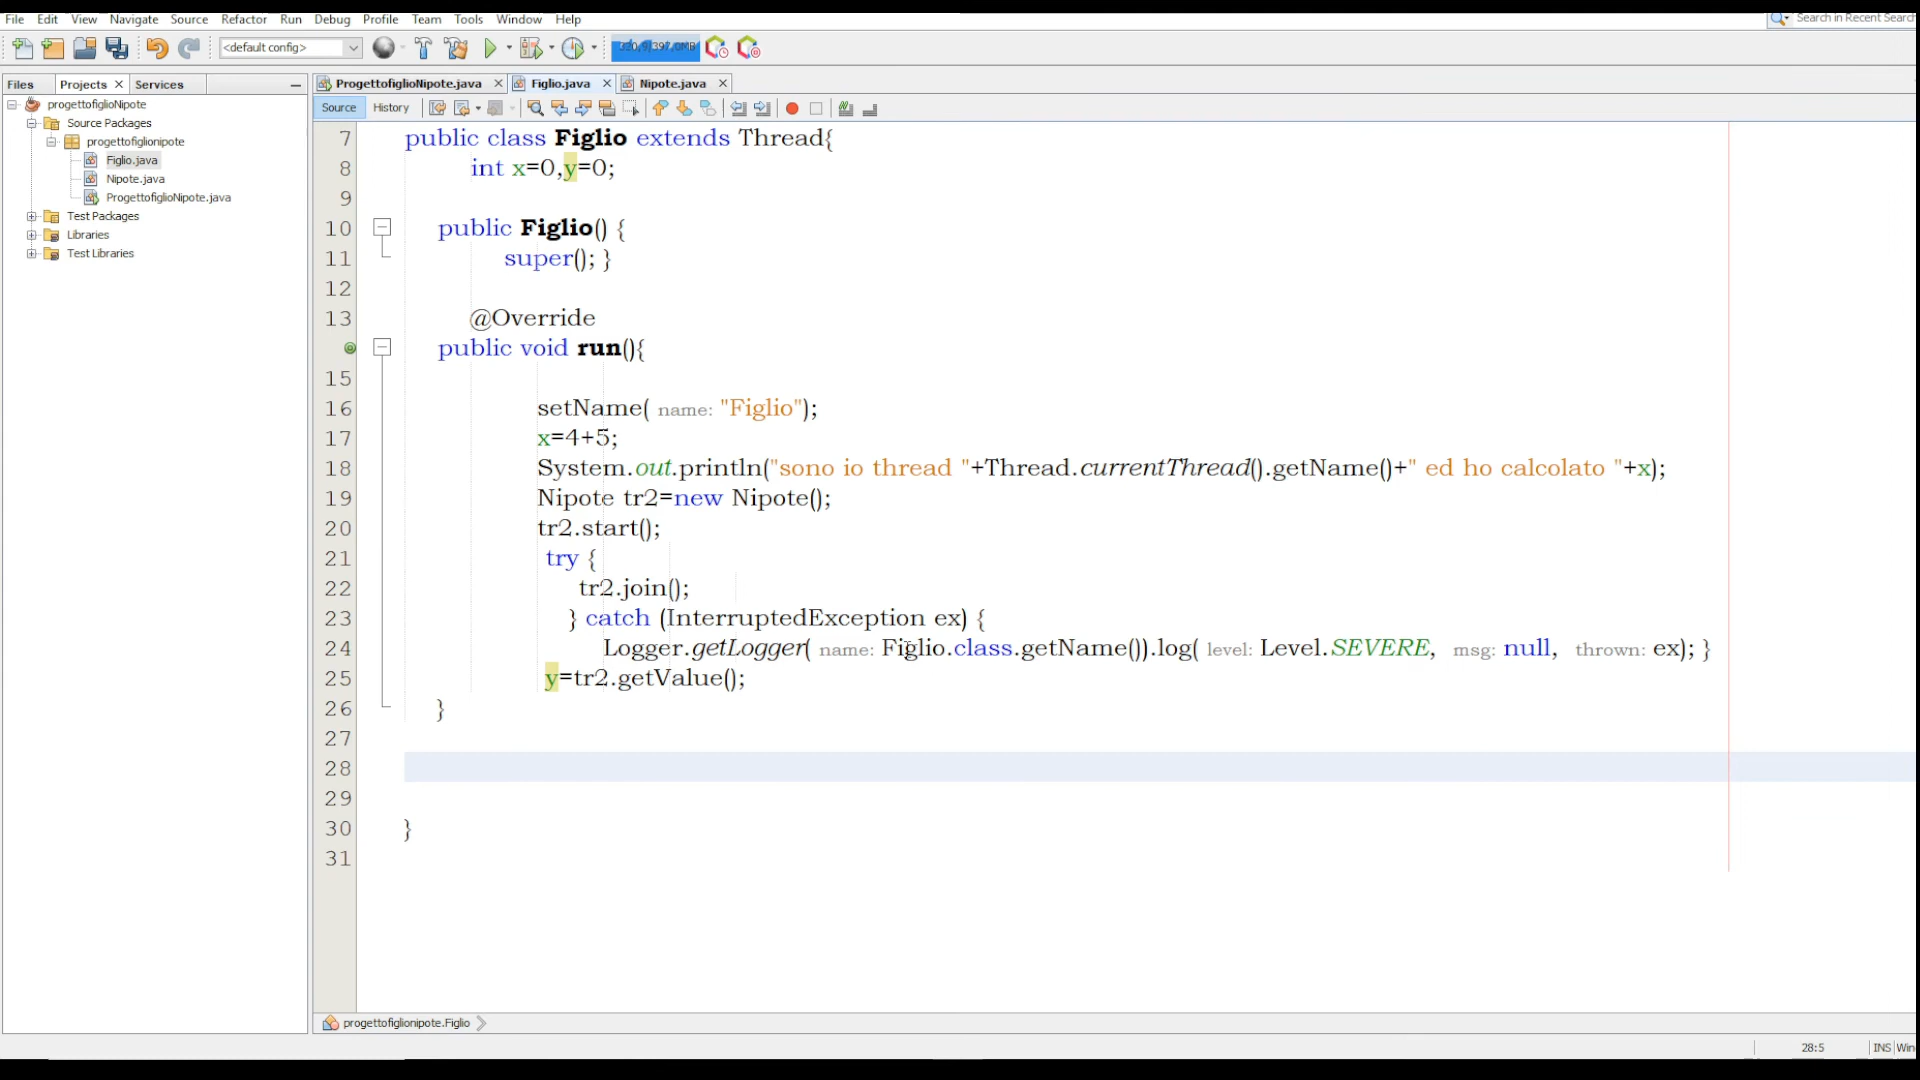 File Edit View Navigate Source Refactor Run Debug Profile Team Tools Window Help
Search in Recent Search
<default config>
Files Projects Services
ProgettofiglioNipote.java Figlio.java Nipote.java
Source History
progettofiglioNipote
Source Packages
progettofiglionipote
Figlio.java
Nipote.java
ProgettofiglioNipote.java
Test Packages
Libraries
Test Libraries
7 public class Figlio extends Thread{
8 int x=0,y=0;
9
10 public Figlio() {
11 super(); }
12
13 @Override
public void run(){
15
16 setName( name: "Figlio");
17 x=4+5;
18 System.out.println("sono io thread "+Thread.currentThread().getName()+" ed ho calcolato "+x);
19 Nipote tr2=new Nipote();
20 tr2.start();
21 try {
22 tr2.join();
23 } catch (InterruptedException ex) {
24 Logger.getLogger( name: Figlio.class.getName()).log( level: Level.SEVERE, msg: null, thrown: ex); }
25 y=tr2.getValue();
26 }
27
28
29
30 }
31
progettofiglionipote.Figlio
28:5 INS Win